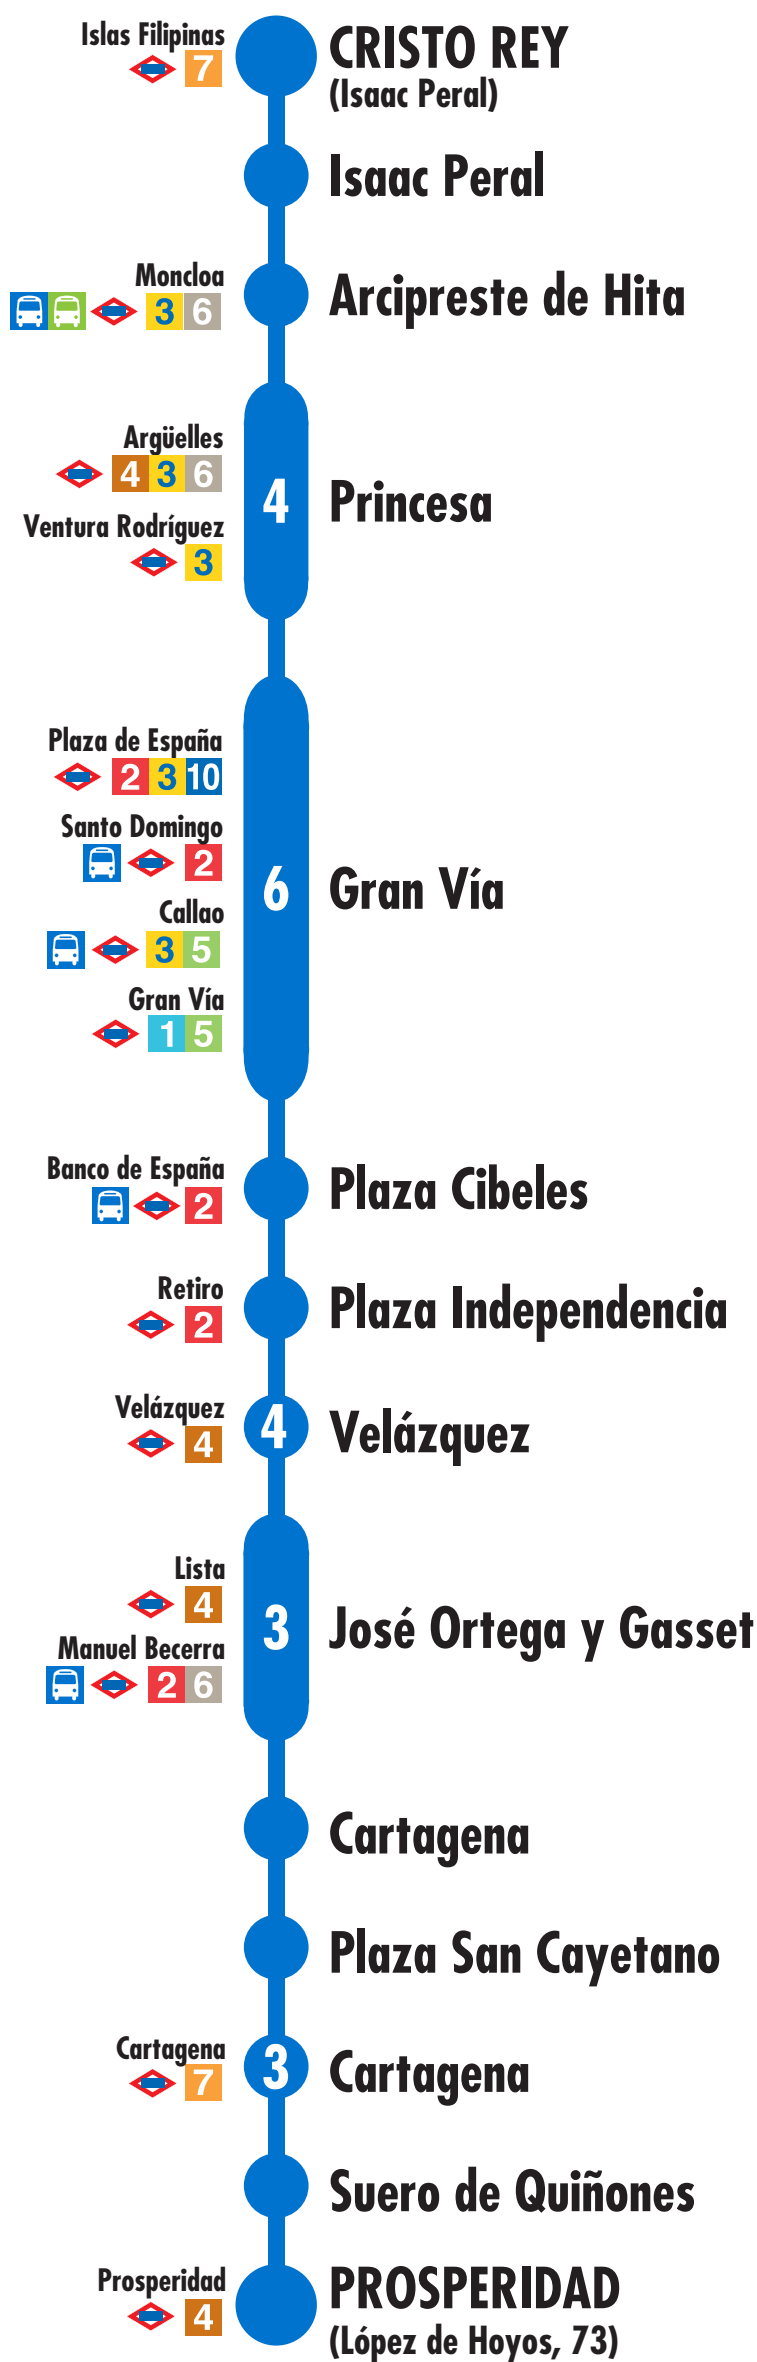 Islas Filipinas
7
CRISTO REY
(Isaac Peral)
Isaac Peral
Moncloa
3 6
Arcipreste de Hita
Argüelles
4 3 6
Ventura Rodríguez
3
4
Princesa
Plaza de España
2 3 10
Santo Domingo
2
Callao
3 5
Gran Vía
1 5
6
Gran Vía
Banco de España
2
Plaza Cibeles
Retiro
2
Plaza Independencia
Velázquez
4
4
Velázquez
Lista
4
Manuel Becerra
2 6
3
José Ortega y Gasset
Cartagena
Plaza San Cayetano
Cartagena
7
3
Cartagena
Suero de Quiñones
Prosperidad
4
PROSPERIDAD
(López de Hoyos, 73)